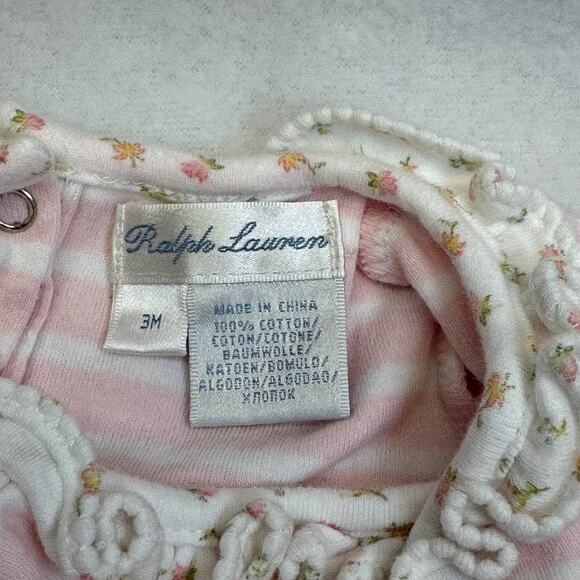 Ralph Lauren
3M
MADE IN CHINA
100% COTTON/
COTON/COTONE/
BAUMWOLLE/
KATOEN/BOMULD/
ALGODON/ALGODAO/
ХЛОПОК